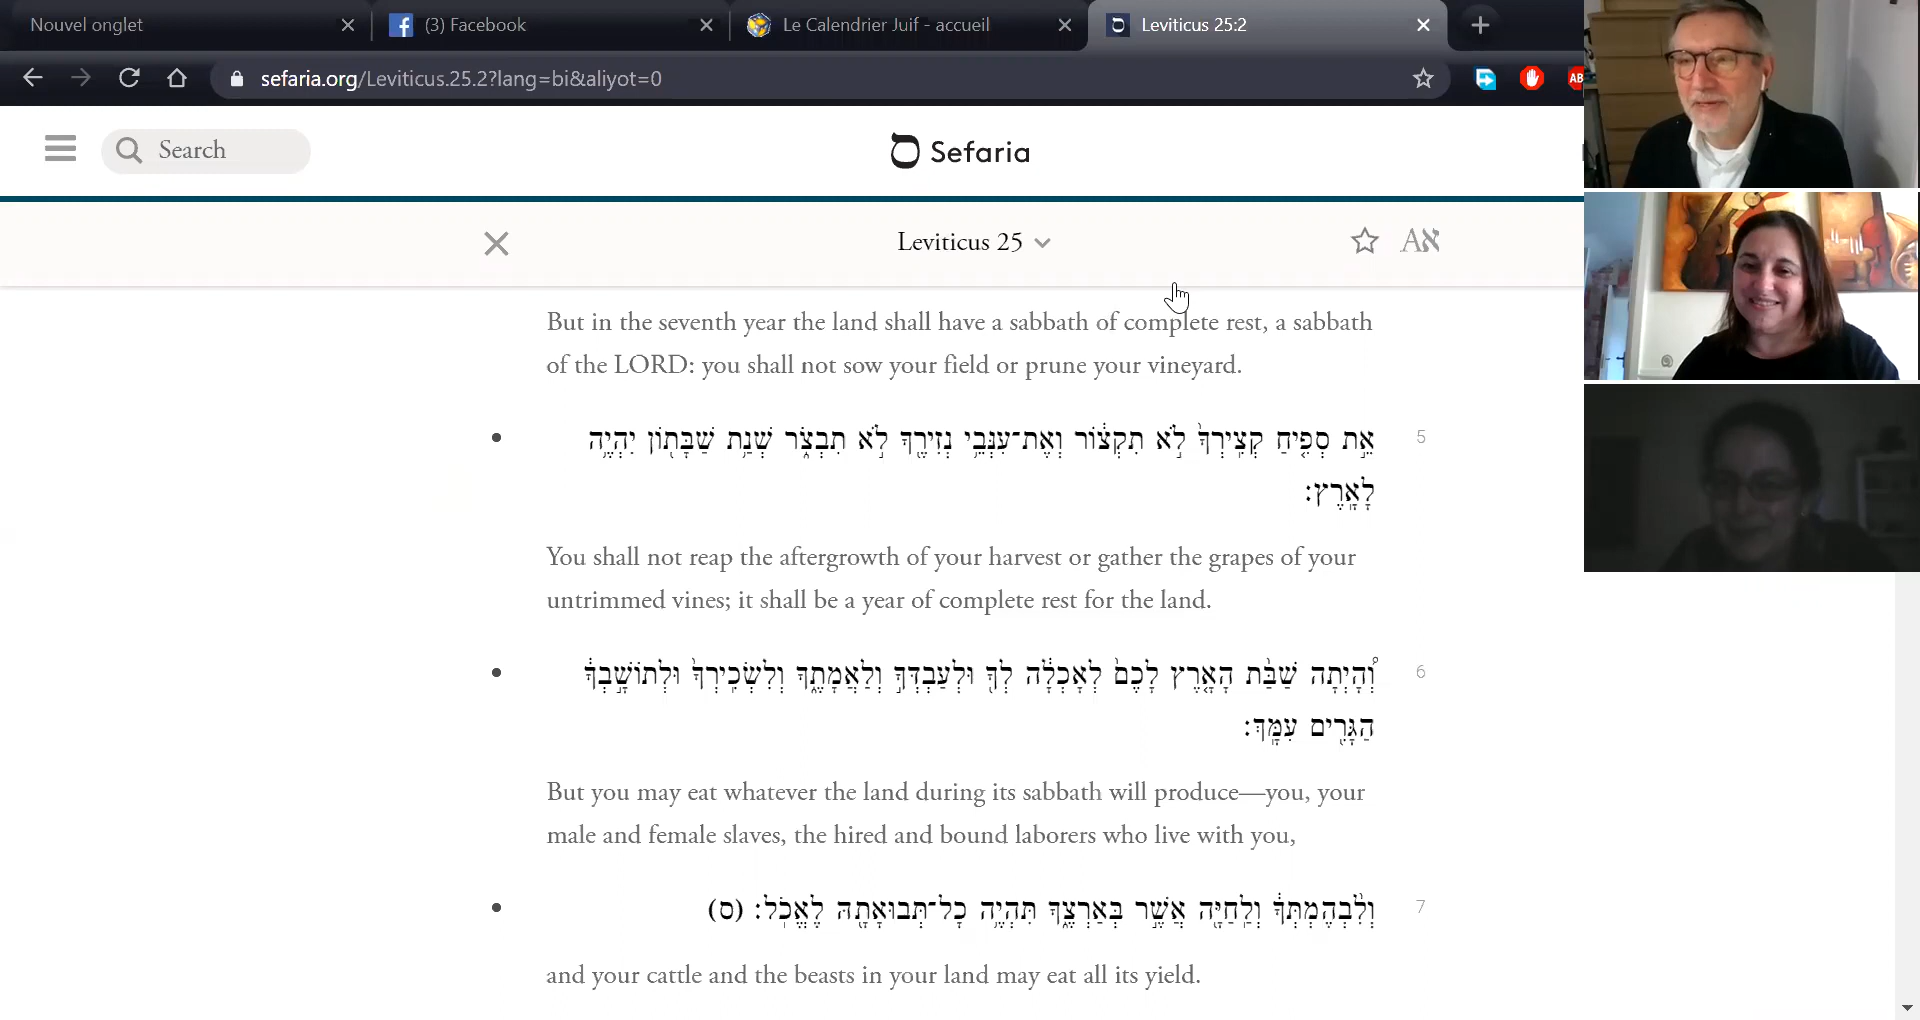 Nouvel onglet
(3) Facebook
Le Calendrier Juif - accueil
Leviticus 25:2
sefaria.org/Leviticus.25.2?lang=bi&aliyot=0
AB
Search
Sefaria
Leviticus 25
Aא
But in the seventh year the land shall have a sabbath of complete rest, a sabbath
of the LORD: you shall not sow your field or prune your vineyard.
5
אֵ֣ת סְפִ֤יחַ קְצִֽירְךָ֙ לֹ֣א תִקְצ֔וֹר וְאֶת־עִנְּבֵ֥י נְזִירֶ֖ךָ לֹ֣א תִבְצֹ֑ר שְׁנַ֥ת שַׁבָּת֖וֹן יִהְיֶ֥ה
לָאָֽרֶץ׃
You shall not reap the aftergrowth of your harvest or gather the grapes of your
untrimmed vines; it shall be a year of complete rest for the land.
6
וְ֠הָיְתָה שַׁבַּ֨ת הָאָ֤רֶץ לָכֶם֙ לְאָכְלָ֔ה לְךָ֖ וּלְעַבְדְּךָ֣ וְלַאֲמָתֶ֑ךָ וְלִשְׂכִֽירְךָ֙ וּלְתוֹשָׁ֣בְךָ֔
הַגָּרִ֖ים עִמָּֽךְ׃
But you may eat whatever the land during its sabbath will produce—you, your
male and female slaves, the hired and bound laborers who live with you,
7
וְלִ֨בְהֶמְתְּךָ֔ וְלַֽחַיָּ֖ה אֲשֶׁ֣ר בְּאַרְצֶ֑ךָ תִּהְיֶ֥ה כָל־תְּבוּאָתָ֖הּ לֶאֱכֹֽל׃ (ס)
and your cattle and the beasts in your land may eat all its yield.